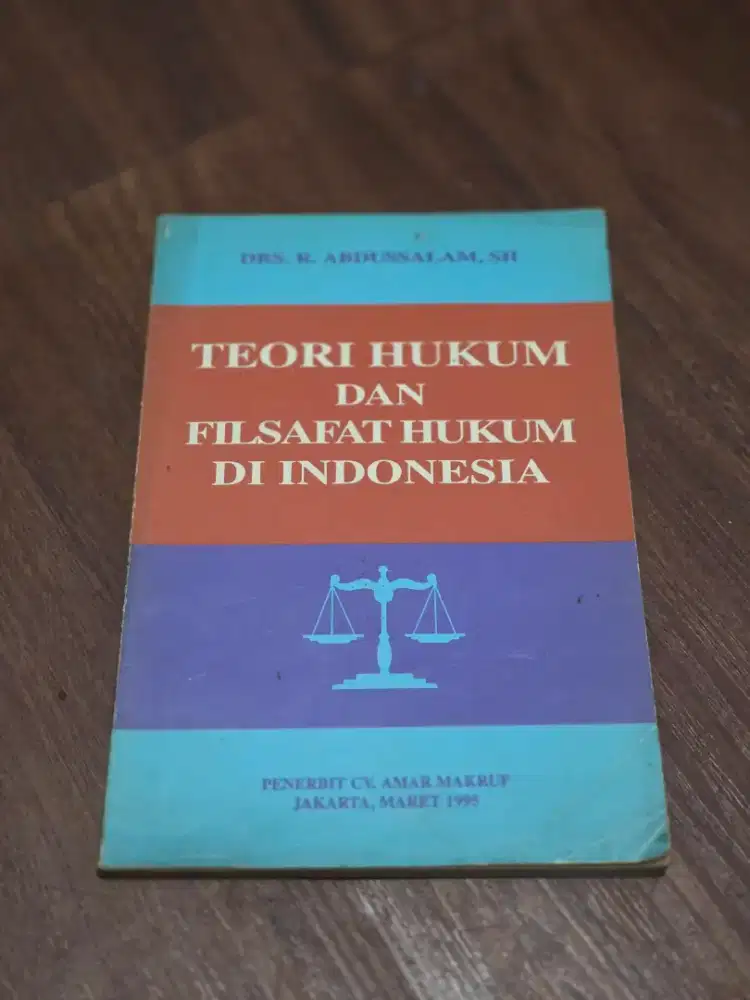 DRS. R. ABDUSSALAM, SH
TEORI HUKUM
DAN
FILSAFAT HUKUM
DI INDONESIA
PENERBIT CV. AMAR MAKRUF
JAKARTA, MARET 1995